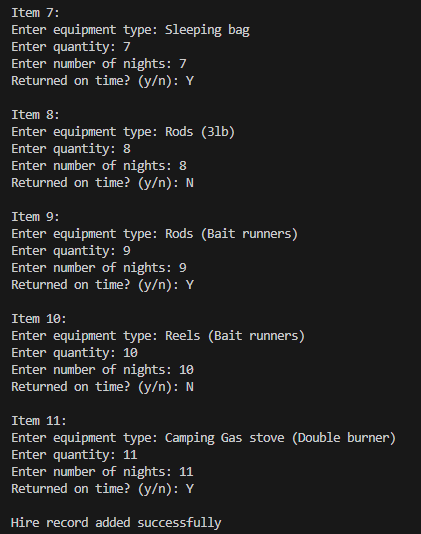 Item 7:
Enter equipment type: Sleeping bag
Enter quantity: 7
Enter number of nights: 7
Returned on time? (y/n): Y
Item 8:
Enter equipment type: Rods (3lb)
Enter quantity: 8
Enter number of nights: 8
Returned on time? (y/n): N
Item 9:
Enter equipment type: Rods (Bait runners)
Enter quantity: 9
Enter number of nights: 9
Returned on time? (y/n): Y
Item 10:
Enter equipment type: Reels (Bait runners)
Enter quantity: 10
Enter number of nights: 10
Returned on time? (y/n): N
Item 11:
Enter equipment type: Camping Gas stove (Double burner)
Enter quantity: 11
Enter number of nights: 11
Returned on time? (y/n): Y
Hire record added successfully